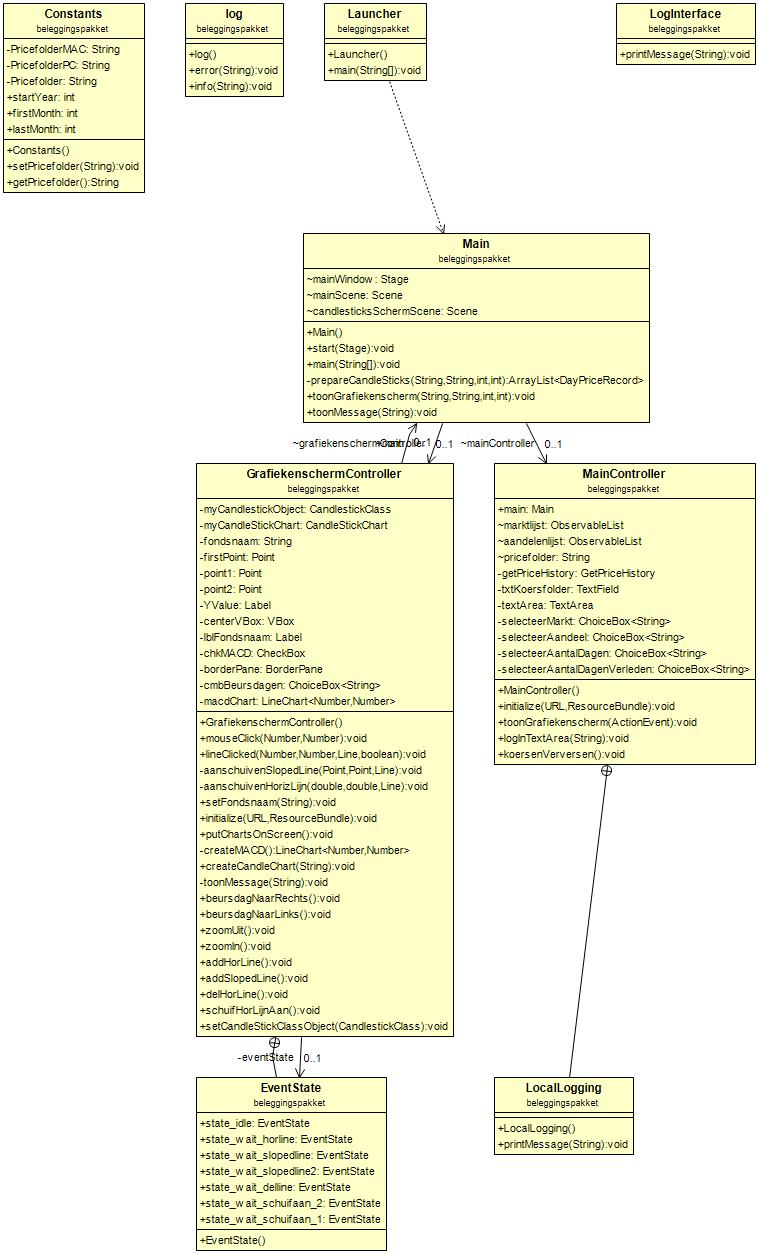 Constants
beleggingspakket
-PricefolderMAC: String
-PricefolderPC: String
-Pricefolder: String
+startYear: int
+firstMonth: int
+lastMonth: int
+Constants()
+setPricefolder(String):void
+getPricefolder():String
log
beleggingspakket
+log()
+error(String):void
+info(String):void
Launcher
beleggingspakket
+Launcher()
+main(String[]):void
LogInterface
beleggingspakket
+printMessage(String):void
Main
beleggingspakket
~mainWindow: Stage
~mainScene: Scene
~candlesticksSchermScene: Scene
+Main()
+start(Stage):void
+main(String[]):void
-prepareCandleSticks(String,String,int,int):ArrayList<DayPriceRecord>
+toonGrafiekenscherm(String,String,int,int):void
+toonMessage(String):void
~grafiekenschermController
0..1
0..1
~mainController
0..1
GrafiekenschermController
beleggingspakket
-myCandlestickObject: CandlestickClass
-myCandleStickChart: CandleStickChart
-fondsnaam: String
-firstPoint: Point
-point1: Point
-point2: Point
-YValue: Label
-centerVBox: VBox
-lblFondsnaam: Label
-chkMACD: CheckBox
-borderPane: BorderPane
-cmbBeursdagen: ChoiceBox<String>
-macdChart: LineChart<Number,Number>
+GrafiekenschermController()
+mouseClick(Number,Number):void
+lineClicked(Number,Number,Line,boolean):void
-aanschuivenSlopedLine(Point,Point,Line):void
-aanschuivenHorizLijn(double,double,Line):void
+setFondsnaam(String):void
+initialize(URL,ResourceBundle):void
+putChartsOnScreen():void
-createMACD():LineChart<Number,Number>
+createCandleChart(String):void
-toonMessage(String):void
+beursdagNaarRechts():void
+beursdagNaarLinks():void
+zoomUit():void
+zoomIn():void
+addHorLine():void
+addSlopedLine():void
+delHorLine():void
+schuifHorLijnAan():void
+setCandleStickClassObject(CandlestickClass):void
MainController
beleggingspakket
+main: Main
~marktlijst: ObservableList
~aandelenlijst: ObservableList
~pricefolder: String
-getPriceHistory: GetPriceHistory
-txtKoersfolder: TextField
-textArea: TextArea
-selecteerMarkt: ChoiceBox<String>
-selecteerAandeel: ChoiceBox<String>
-selecteerAantalDagen: ChoiceBox<String>
-selecteerAantalDagenVerleden: ChoiceBox<String>
+MainController()
+initialize(URL,ResourceBundle):void
+toonGrafiekenscherm(ActionEvent):void
+logInTextArea(String):void
+koersenVerversen():void
-eventState
0..1
EventState
beleggingspakket
+state_idle: EventState
+state_wait_horline: EventState
+state_wait_slopedline: EventState
+state_wait_slopedline2: EventState
+state_wait_delline: EventState
+state_wait_schuifaan_2: EventState
+state_wait_schuifaan_1: EventState
+EventState()
LocalLogging
beleggingspakket
+LocalLogging()
+printMessage(String):void